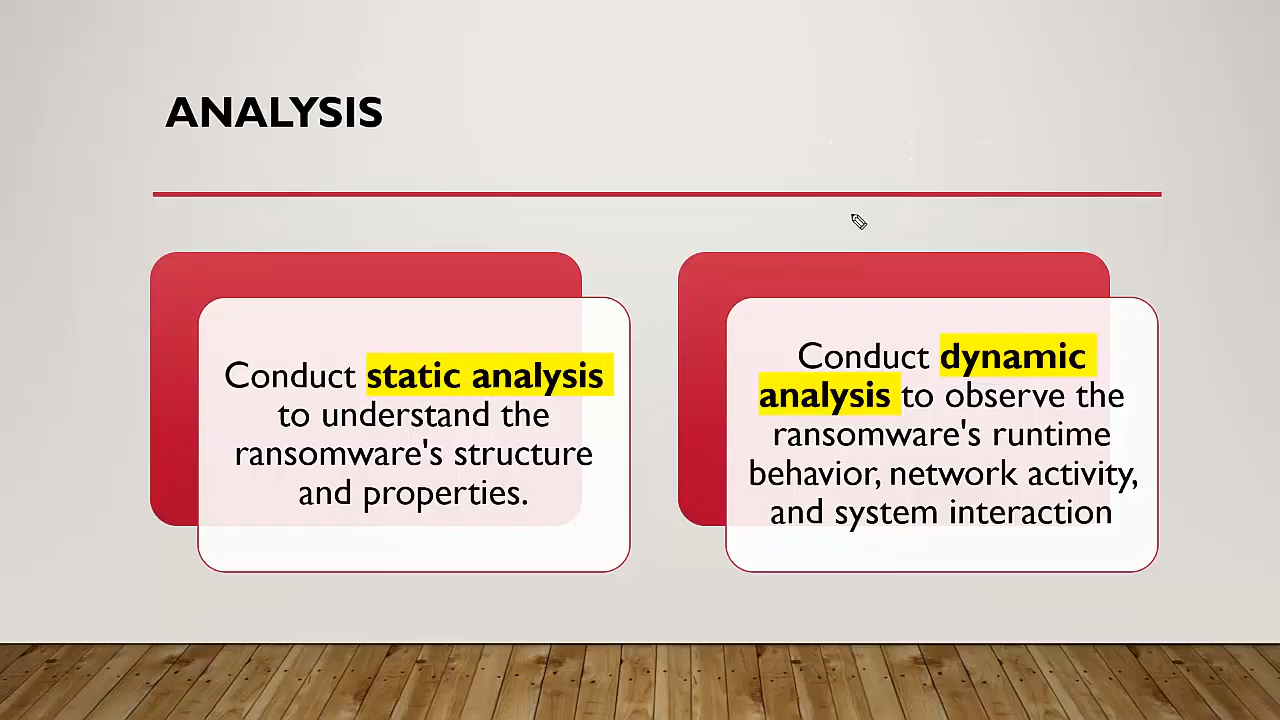 ANALYSIS
Conduct static analysis
to understand the
ransomware's structure
and properties.
Conduct dynamic
analysis to observe the
ransomware's runtime
behavior, network activity,
and system interaction